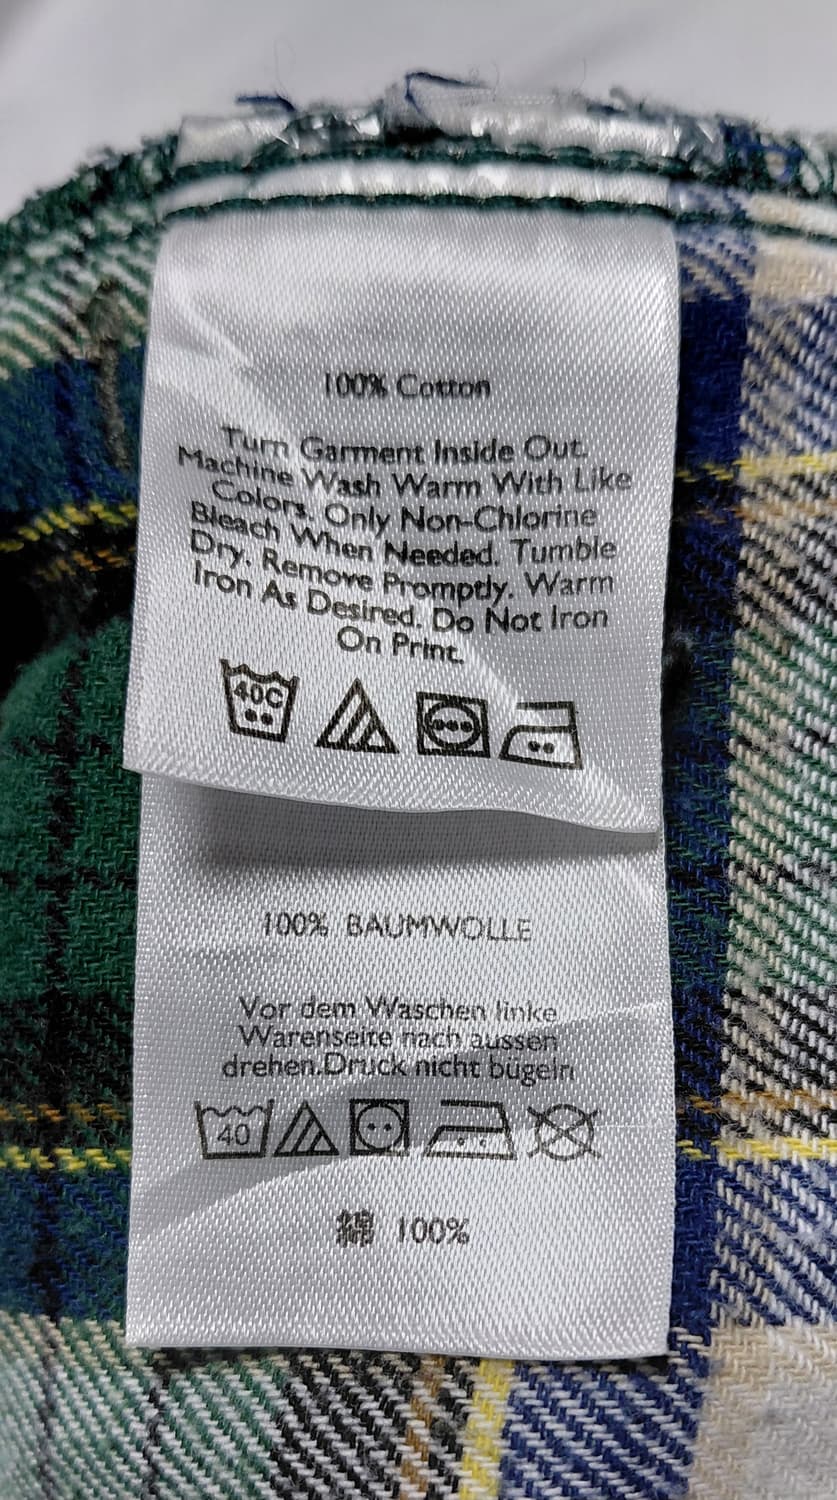 100% Cotton
Turn Garment Inside Out.
Machine Wash Warm With Like
Colors. Only Non-Chlorine
Bleach When Needed. Tumble
Dry. Remove Promptly. Warm
Iron As Desired. Do Not Iron
On Print.
40C
100% BAUMWOLLE
Vor dem Waschen linke
Warenseite nach aussen
drehen.Druck nicht bügeln
40
綿 100%